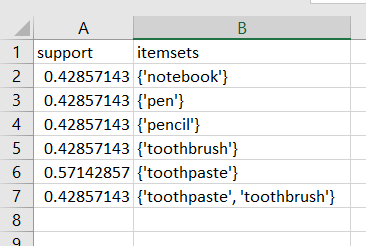 A B
1 support itemsets
2 0.42857143 {'notebook'}
3 0.42857143 {'pen'}
4 0.42857143 {'pencil'}
5 0.42857143 {'toothbrush'}
6 0.57142857 {'toothpaste'}
7 0.42857143 {'toothpaste', 'toothbrush'}
8
9